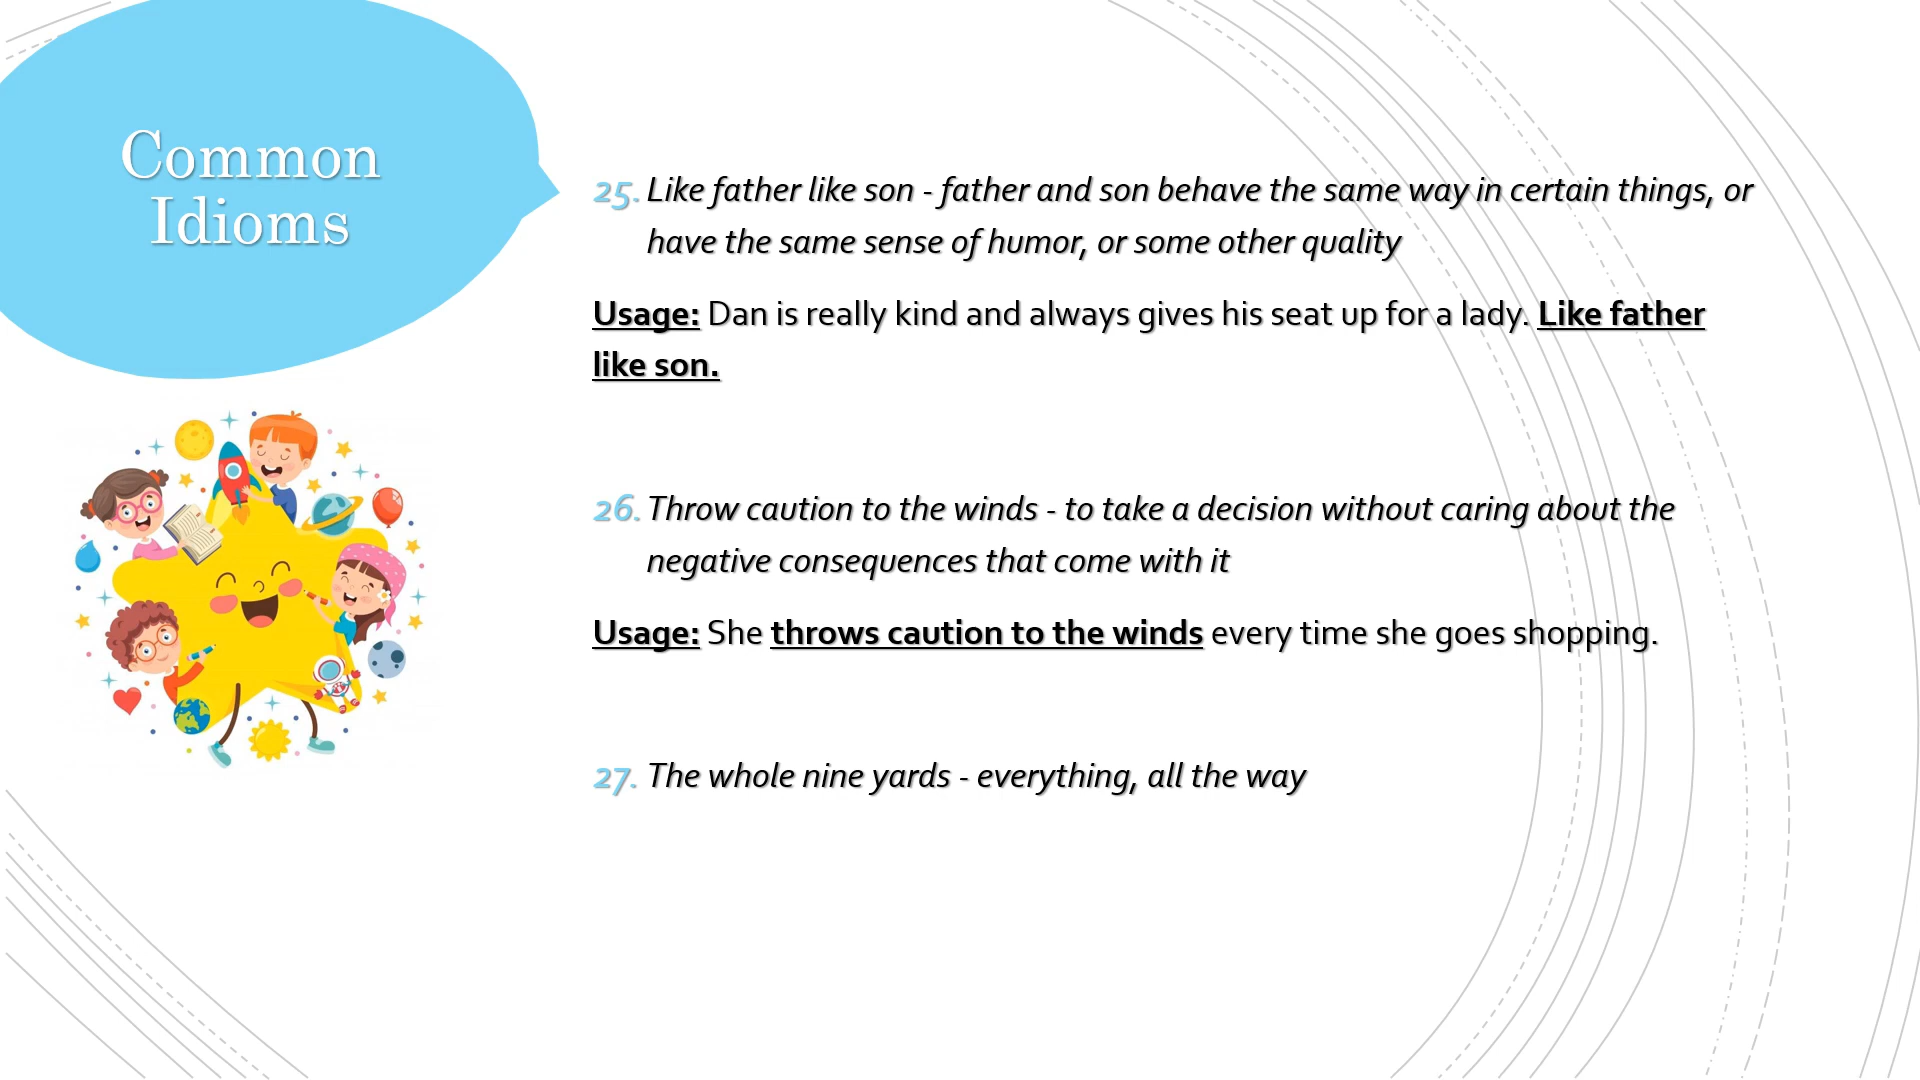 Common
Idioms
25. Like father like son - father and son behave the same way in certain things, or
have the same sense of humor, or some other quality
Usage: Dan is really kind and always gives his seat up for a lady. Like father
like son.
26. Throw caution to the winds - to take a decision without caring about the
negative consequences that come with it
Usage: She throws caution to the winds every time she goes shopping.
27. The whole nine yards - everything, all the way